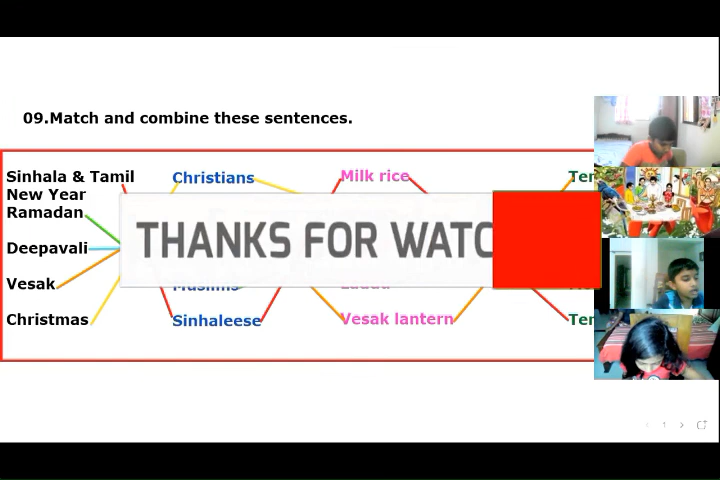 09.Match and combine these sentences.
Sinhala & Tamil Christians Milk rice
New Year
Ramadan
THANKS FOR WATC
Deepavali
Vesak
Christmas Sinhaleese Vesak lantern